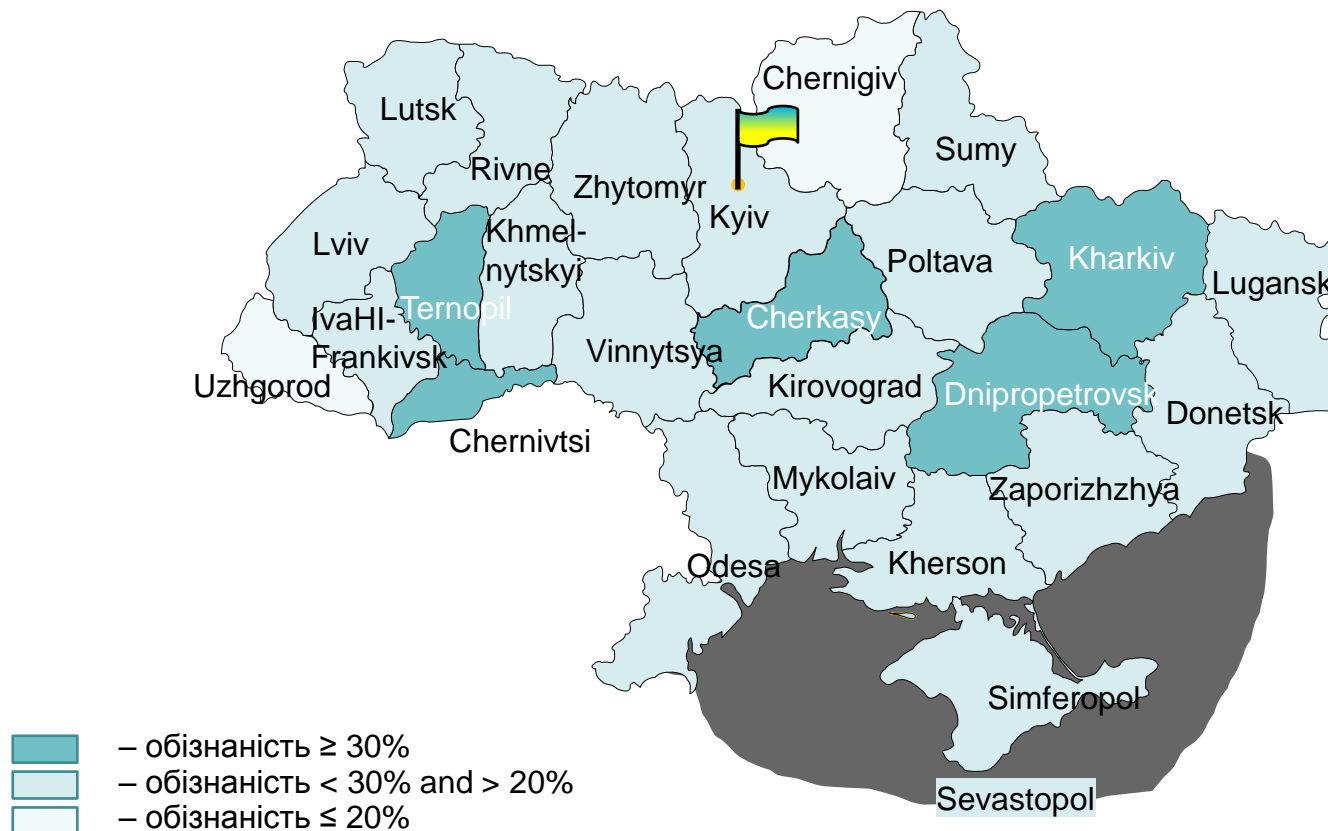 Chernigiv
Lutsk
Sumy
Rivne
Zhytomyr
Kyiv
Khmel-
nytskyi
Lviv
Poltava
Kharkiv
Lugansk
Ternopil
IvaHI-
Frankivsk
Cherkasy
Vinnytsya
Uzhgorod
Kirovograd
Dnipropetrovsk
Donetsk
Chernivtsi
Mykolaiv
Zaporizhzhya
Odesa
Kherson
Simferopol
Sevastopol
– обізнаність ≥ 30%
– обізнаність < 30% and > 20%
– обізнаність ≤ 20%